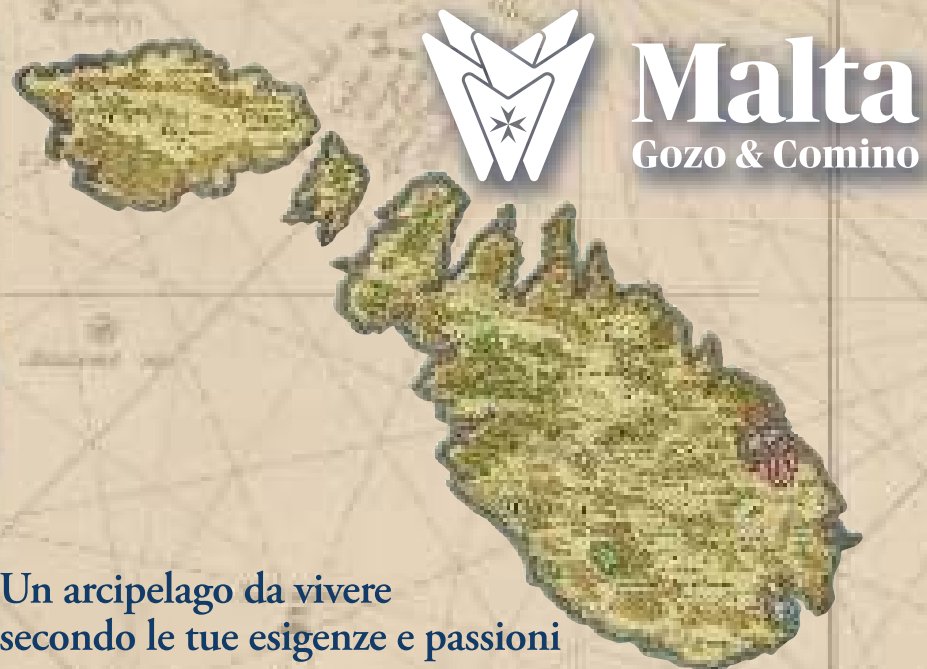 Malta
Gozo & Comino
Un arcipelago da vivere
secondo le tue esigenze e passioni